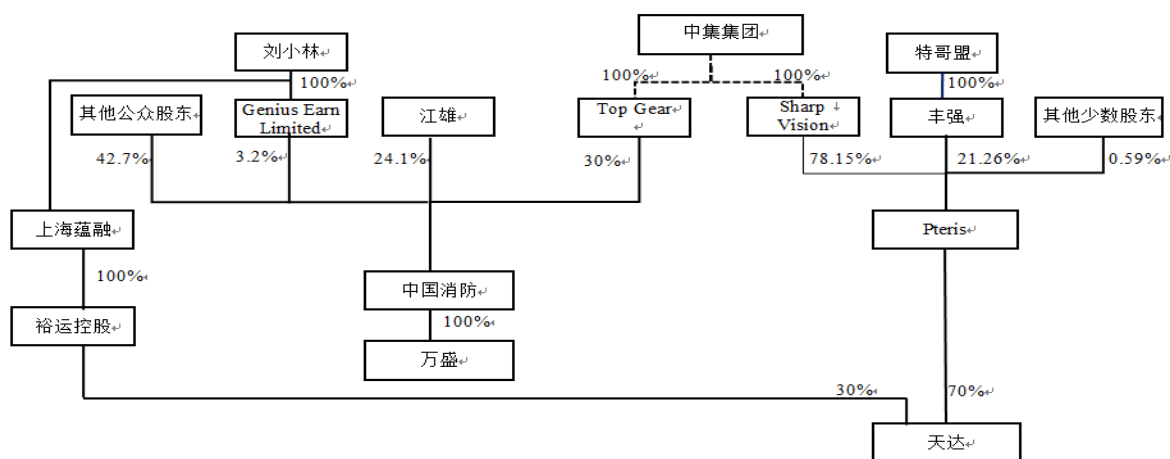 中集集团
刘小林
特哥盟
100%
100%
100%
100%
其他公众股东
Genius Earn
Limited
江雄
Top Gear
Sharp
Vision
丰强
其他少数股东
42.7%
3.2%
24.1%
30%
78.15%
21.26%
0.59%
上海蕴融
Pteris
100%
中国消防
裕运控股
100%
万盛
30%
70%
天达